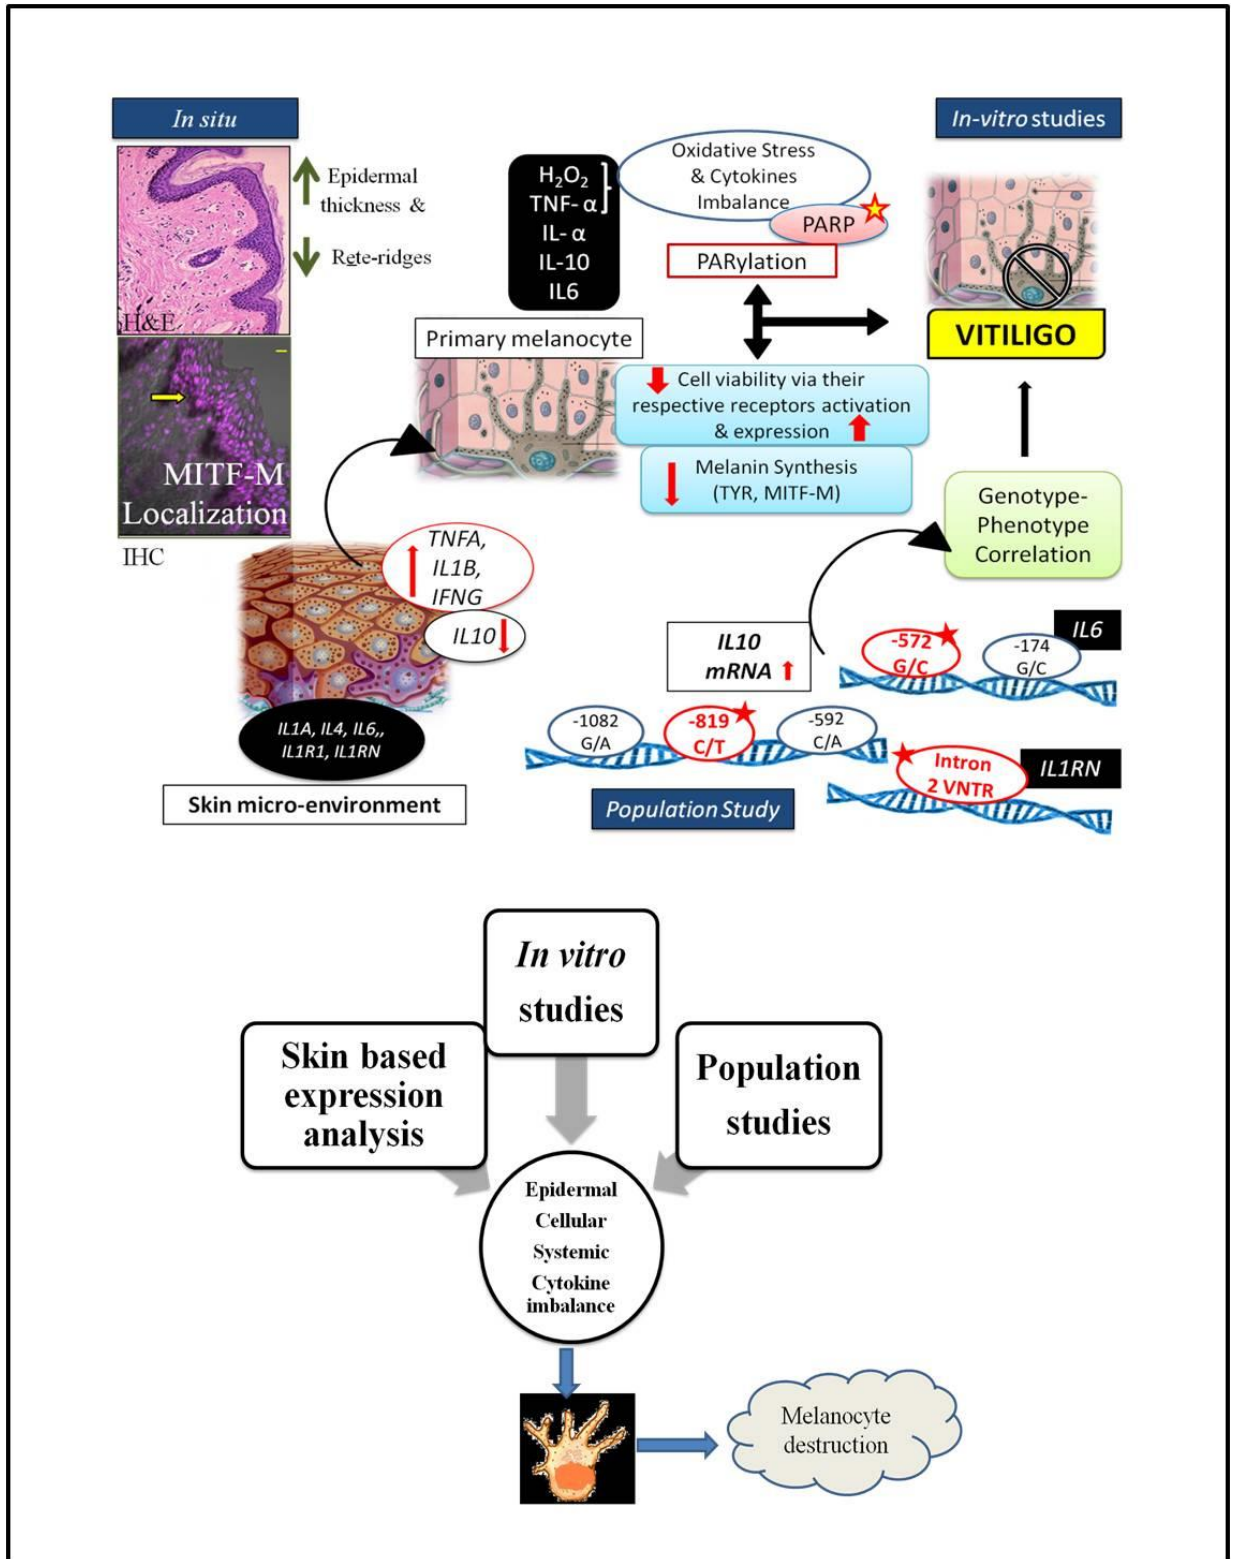 In situ
Epidermal
thickness &
Rete-ridges
H&E
MITF-M
Localization
IHC
H₂O₂
TNF- α
IL- α
IL-10
IL6
Oxidative Stress
& Cytokines
Imbalance
PARP
PARylation
In-vitro studies
VITILIGO
Primary melanocyte
Cell viability via their
respective receptors activation
& expression
Melanin Synthesis
(TYR, MITF-M)
Genotype-
Phenotype
Correlation
TNFA,
IL1B,
IFNG
IL10
IL1A, IL4, IL6,,
IL1R1, IL1RN
Skin micro-environment
IL10
mRNA
-572
G/C
-174
G/C
IL6
-1082
G/A
-819
C/T
-592
C/A
Intron
2 VNTR
IL1RN
Population Study
In vitro
studies
Skin based
expression
analysis
Population
studies
Epidermal
Cellular
Systemic
Cytokine
imbalance
Melanocyte
destruction